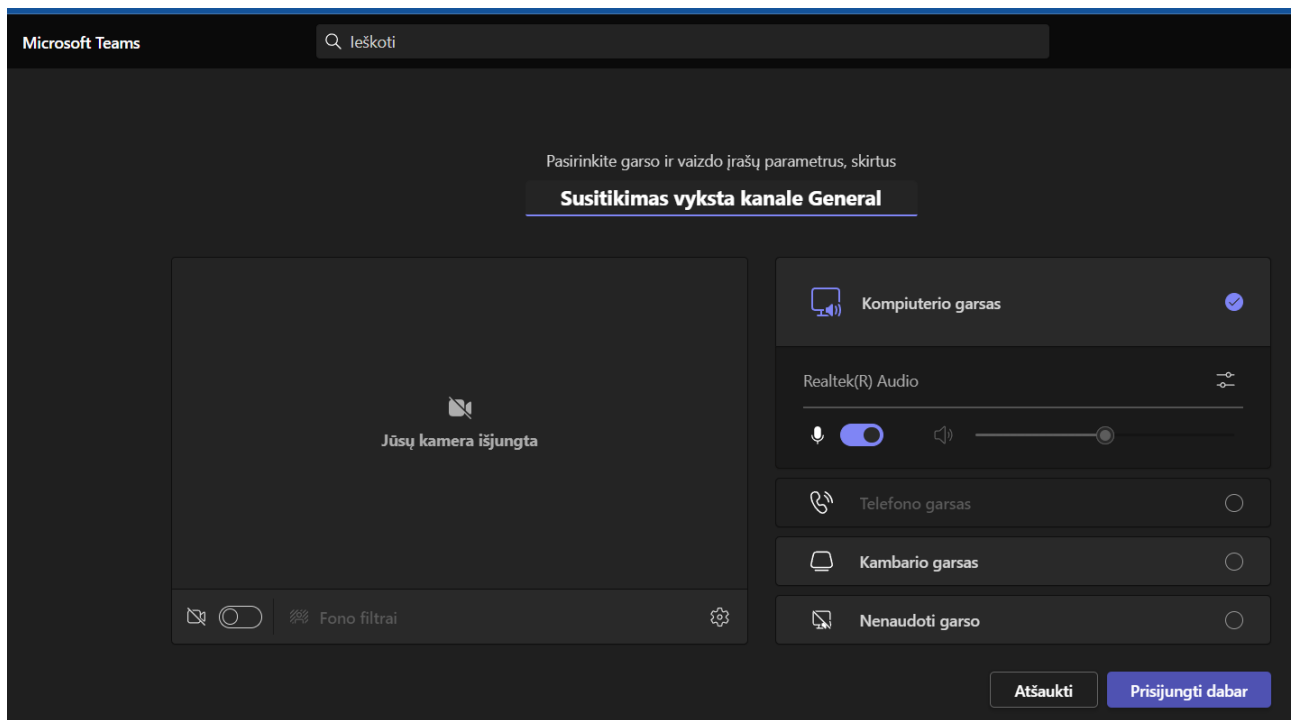 Microsoft Teams
Ieškoti
Pasirinkite garso ir vaizdo įrašų parametrus, skirtus
Susitikimas vyksta kanale General
Jūsų kamera išjungta
Fono filtrai
Kompiuterio garsas
Realtek(R) Audio
Telefono garsas
Kambario garsas
Nenaudoti garso
Atšaukti
Prisijungti dabar